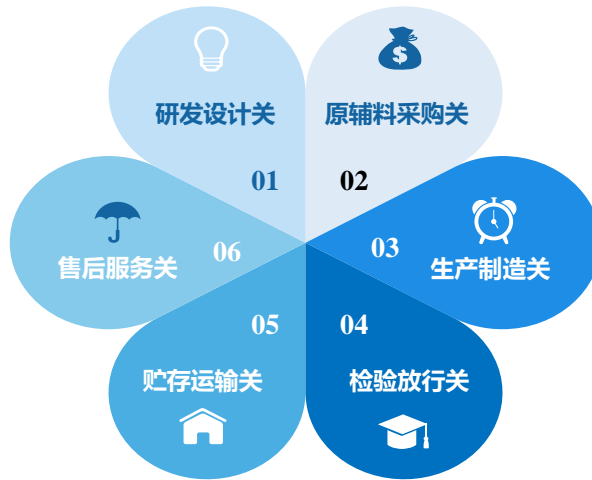 研发设计关
01
原辅料采购关
02
03
生产制造关
04
检验放行关
05
贮存运输关
06
售后服务关
$